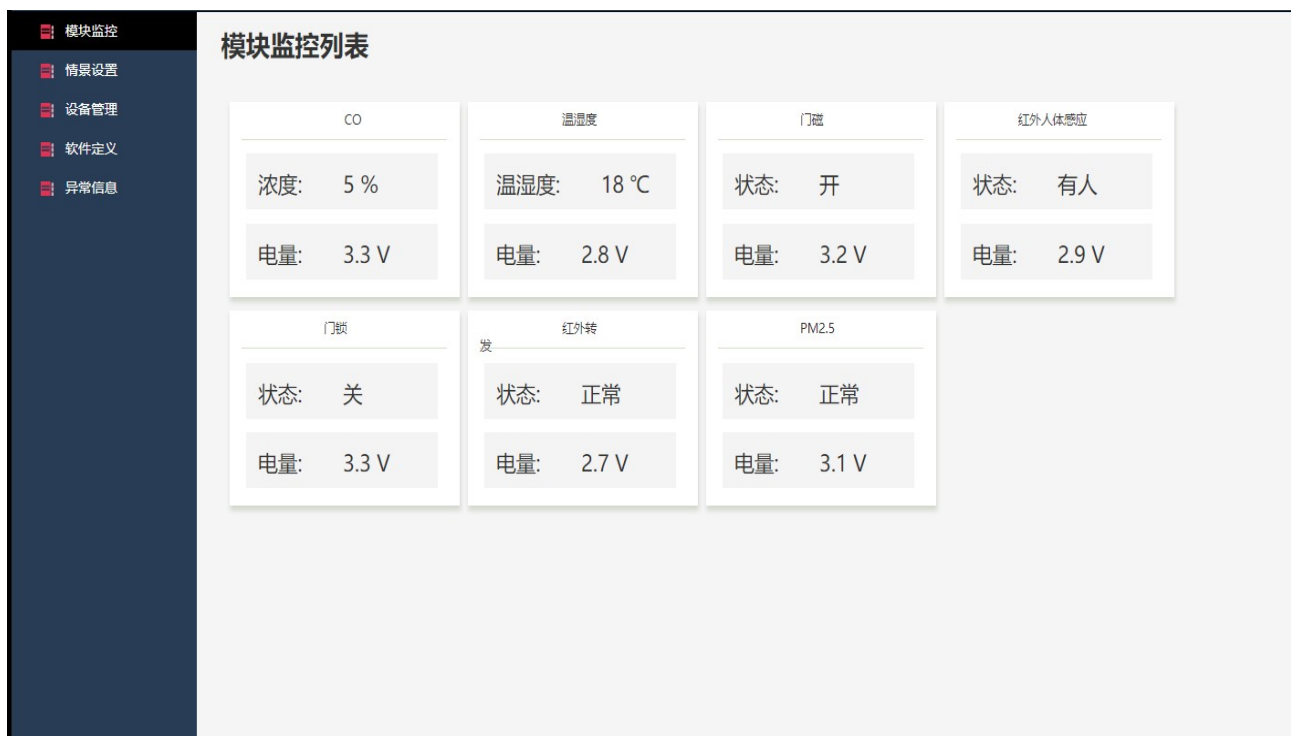 模块监控
情景设置
设备管理
软件定义
异常信息
模块监控列表
CO
浓度: 5 %
电量: 3.3 V
温湿度
温湿度: 18 ℃
电量: 2.8 V
门磁
状态: 开
电量: 3.2 V
红外人体感应
状态: 有人
电量: 2.9 V
门锁
状态: 关
电量: 3.3 V
红外转
发
状态: 正常
电量: 2.7 V
PM2.5
状态: 正常
电量: 3.1 V